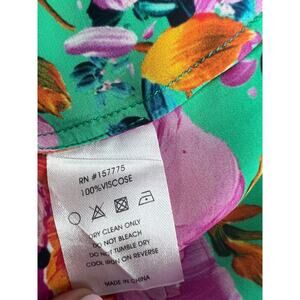 RN #157775
100%VISCOSE
DRY CLEAN ONLY
DO NOT BLEACH
DO NOT TUMBLE DRY
COOL IRON ON REVERSE
MADE IN CHINA